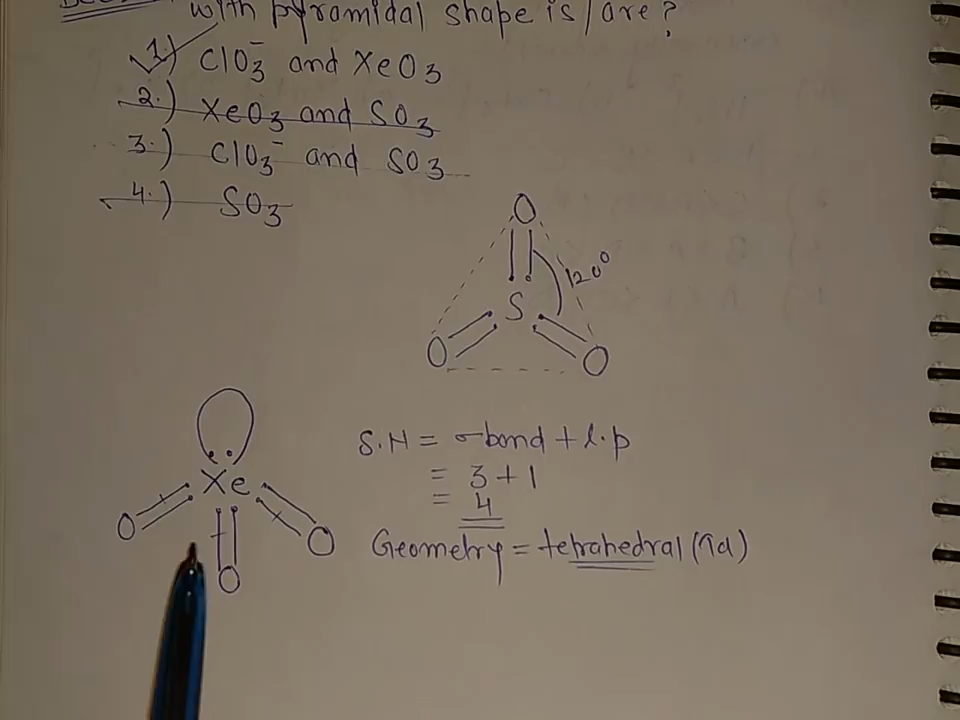 with pyramidal shape is/are?
1.) ClO3⁻ and XeO3
2.) XeO3 and SO3
3.) ClO3⁻ and SO3
4.) SO3
O
120°
S
O O
S.N = σ bond + l.p
Xe
= 3+1
= 4
O O
Geometry = tetrahedral (Td)
O